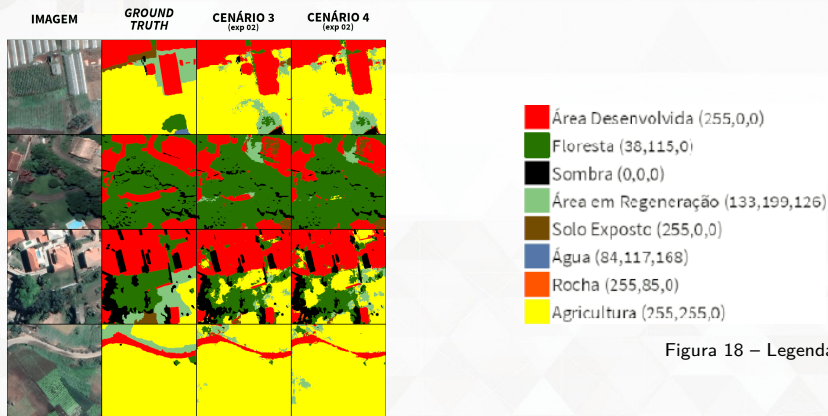 IMAGEM
GROUND
TRUTH
CENÁRIO 3
(exp 02)
CENÁRIO 4
(exp 02)
Área Desenvolvida (255,0,0)
Floresta (38,115,0)
Sombra (0,0,0)
Área em Regeneração (133,199,126)
Solo Exposto (255,0,0)
Água (84,117,168)
Rocha (255,85,0)
Agricultura (255,255,0)
Figura 18 – Legenda